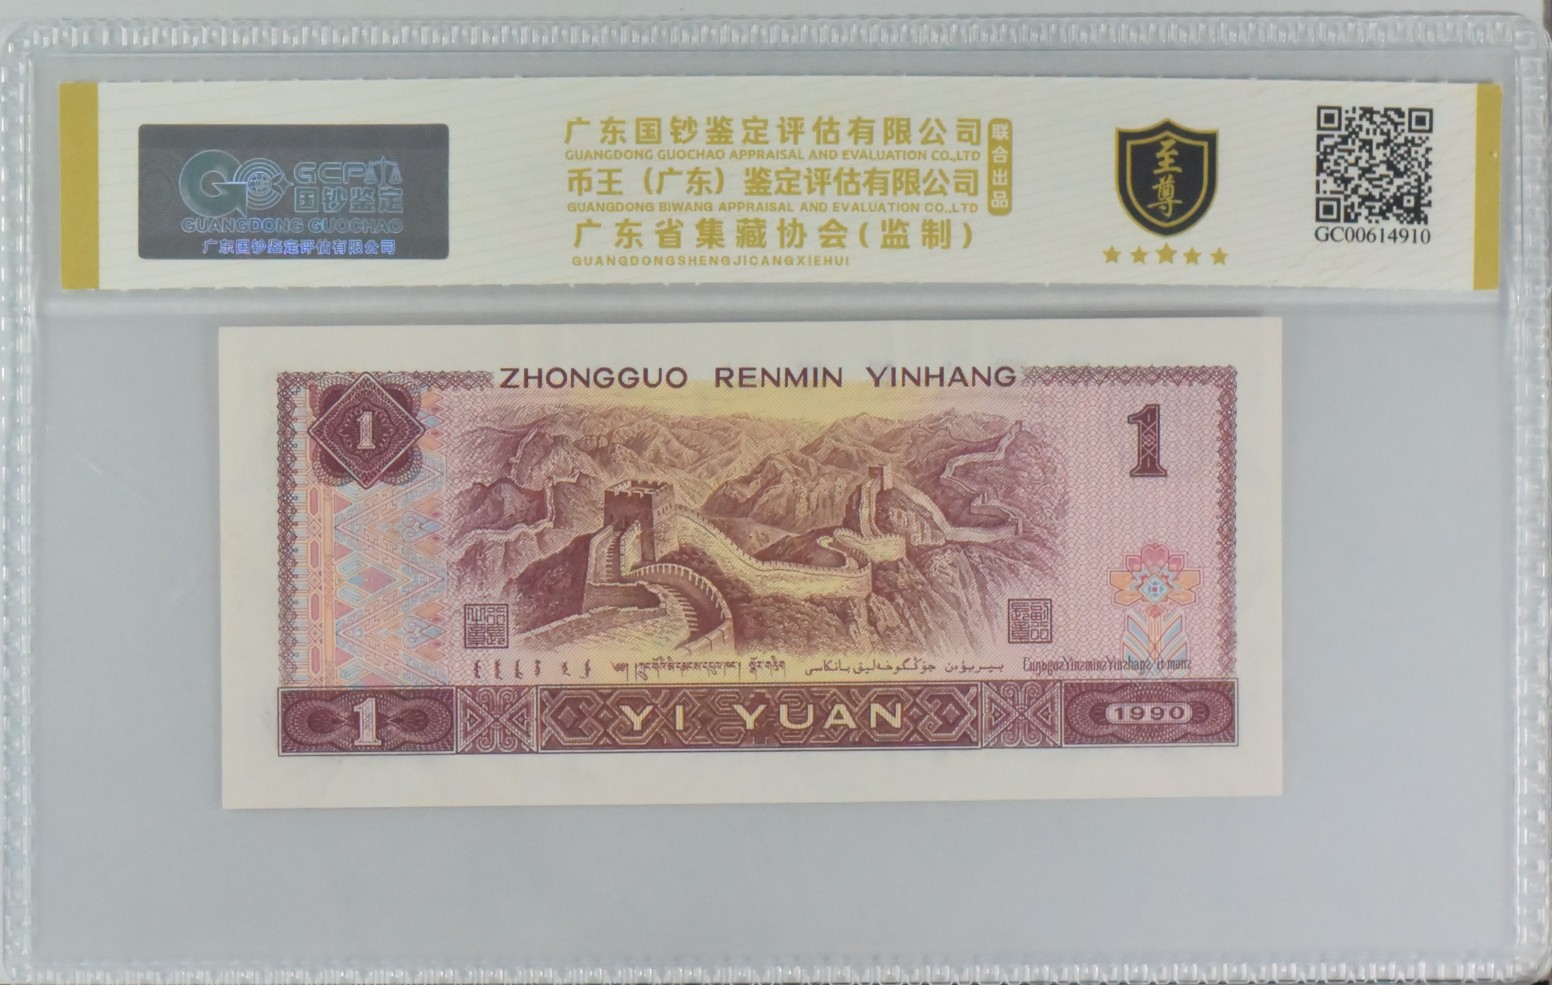 GCP
国钞鉴定
GUANGDONG GUOCHAO
广东国钞鉴定评估有限公司
广东国钞鉴定评估有限公司
GUANGDONG GUOCHAO APPRAISAL AND EVALUATION CO.,LTD
币王（广东）鉴定评估有限公司
GUANGDONG BIWANG APPRAISAL AND EVALUATION CO.,LTD
联合出品
广东省集藏协会(监制)
GUANGDONGSHENGJICANGXIEHUI
至尊
GC00614910
ZHONGGUO RENMIN YINHANG
1
1
1
YI YUAN
1990